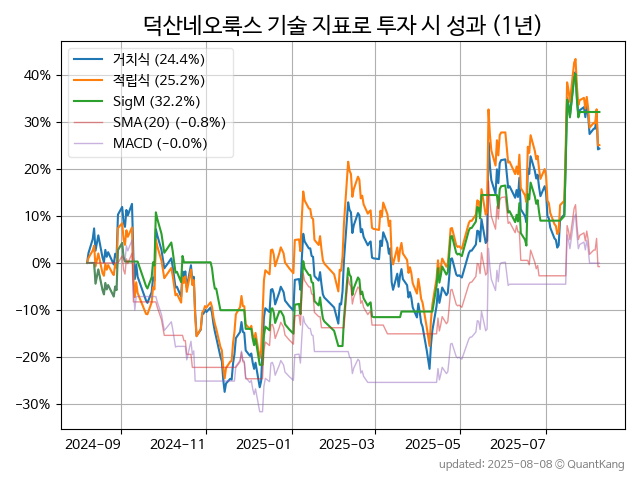 덕산네오룩스 기술 지표로 투자 시 성과 (1년)
거치식 (24.4%)
적립식 (25.2%)
SigM (32.2%)
SMA(20) (−0.8%)
MACD (−0.0%)
40%
30%
20%
10%
0%
−10%
−20%
−30%
2024-09 2024-11 2025-01 2025-03 2025-05 2025-07
updated: 2025-08-08 © QuantKang